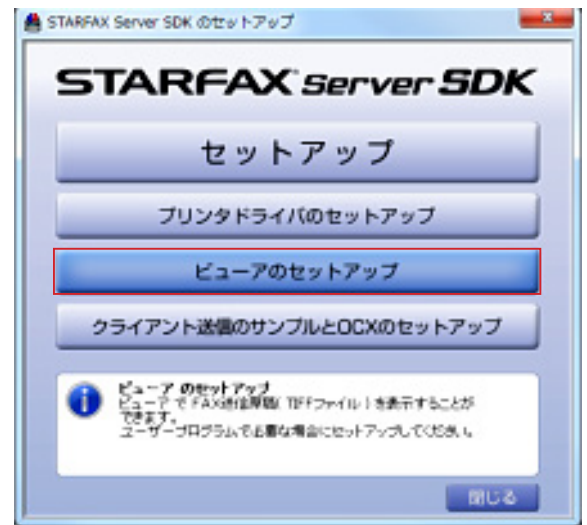 STARFAX Server SDK のセットアップ
STARFAX Server SDK
セットアップ
プリンタドライバのセットアップ
ビューアのセットアップ
クライアント送信のサンプルとOCXのセットアップ
ビューア のセットアップ
ビューア で FAX送信原稿( TIFFファイル ) を表示することが
できます。
ユーザープログラムで必要な場合にセットアップしてください。
閉じる